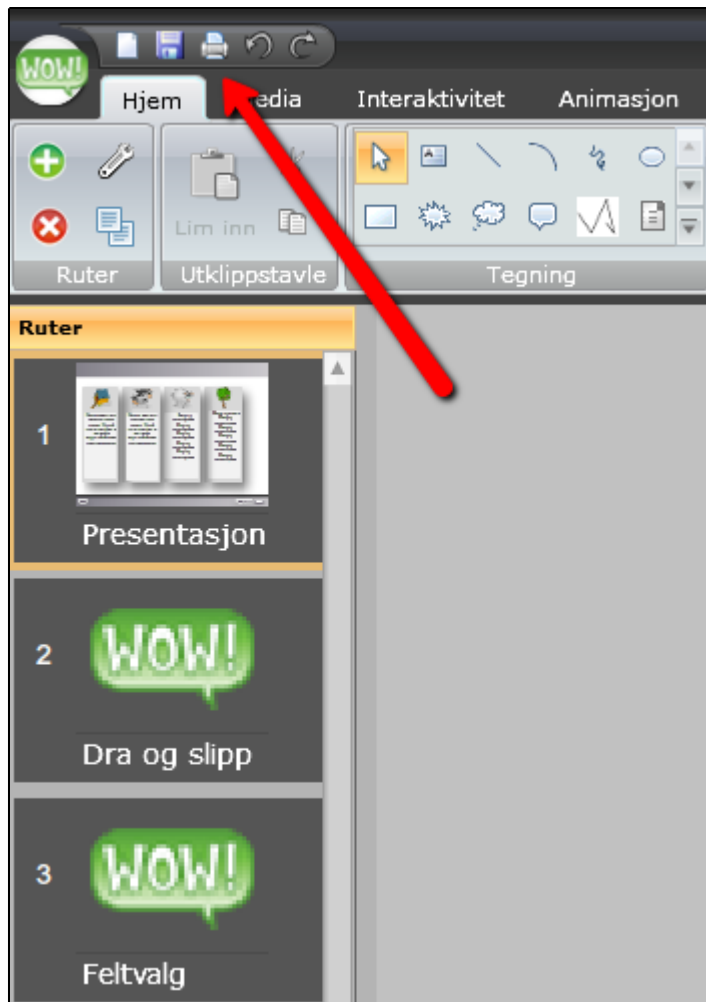 WOW!
Hjem
edia
Interaktivitet
Animasjon
Lim inn
Ruter
Utklippstavle
Tegning
Ruter
1
Presentasjon
2
WOW!
Dra og slipp
3
WOW!
Feltvalg